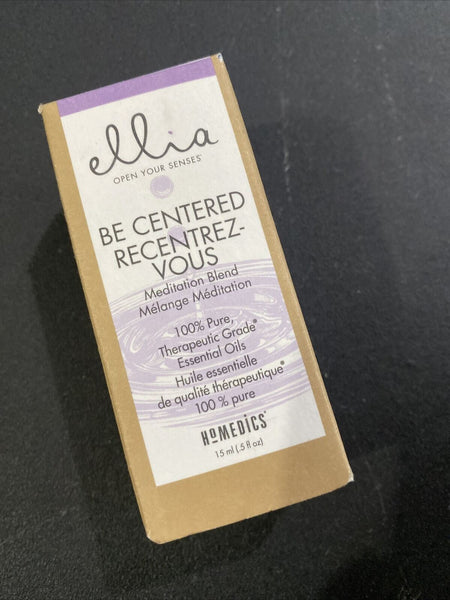 ellia
OPEN YOUR SENSES
BE CENTERED
RECENTREZ-
VOUS
Meditation Blend
Mélange Méditation
100% Pure,
Therapeutic Grade*
Essential Oils
Huile essentielle
de qualité thérapeutique*
100 % pure
HoMEDiCS
15 ml (.5 fl oz)